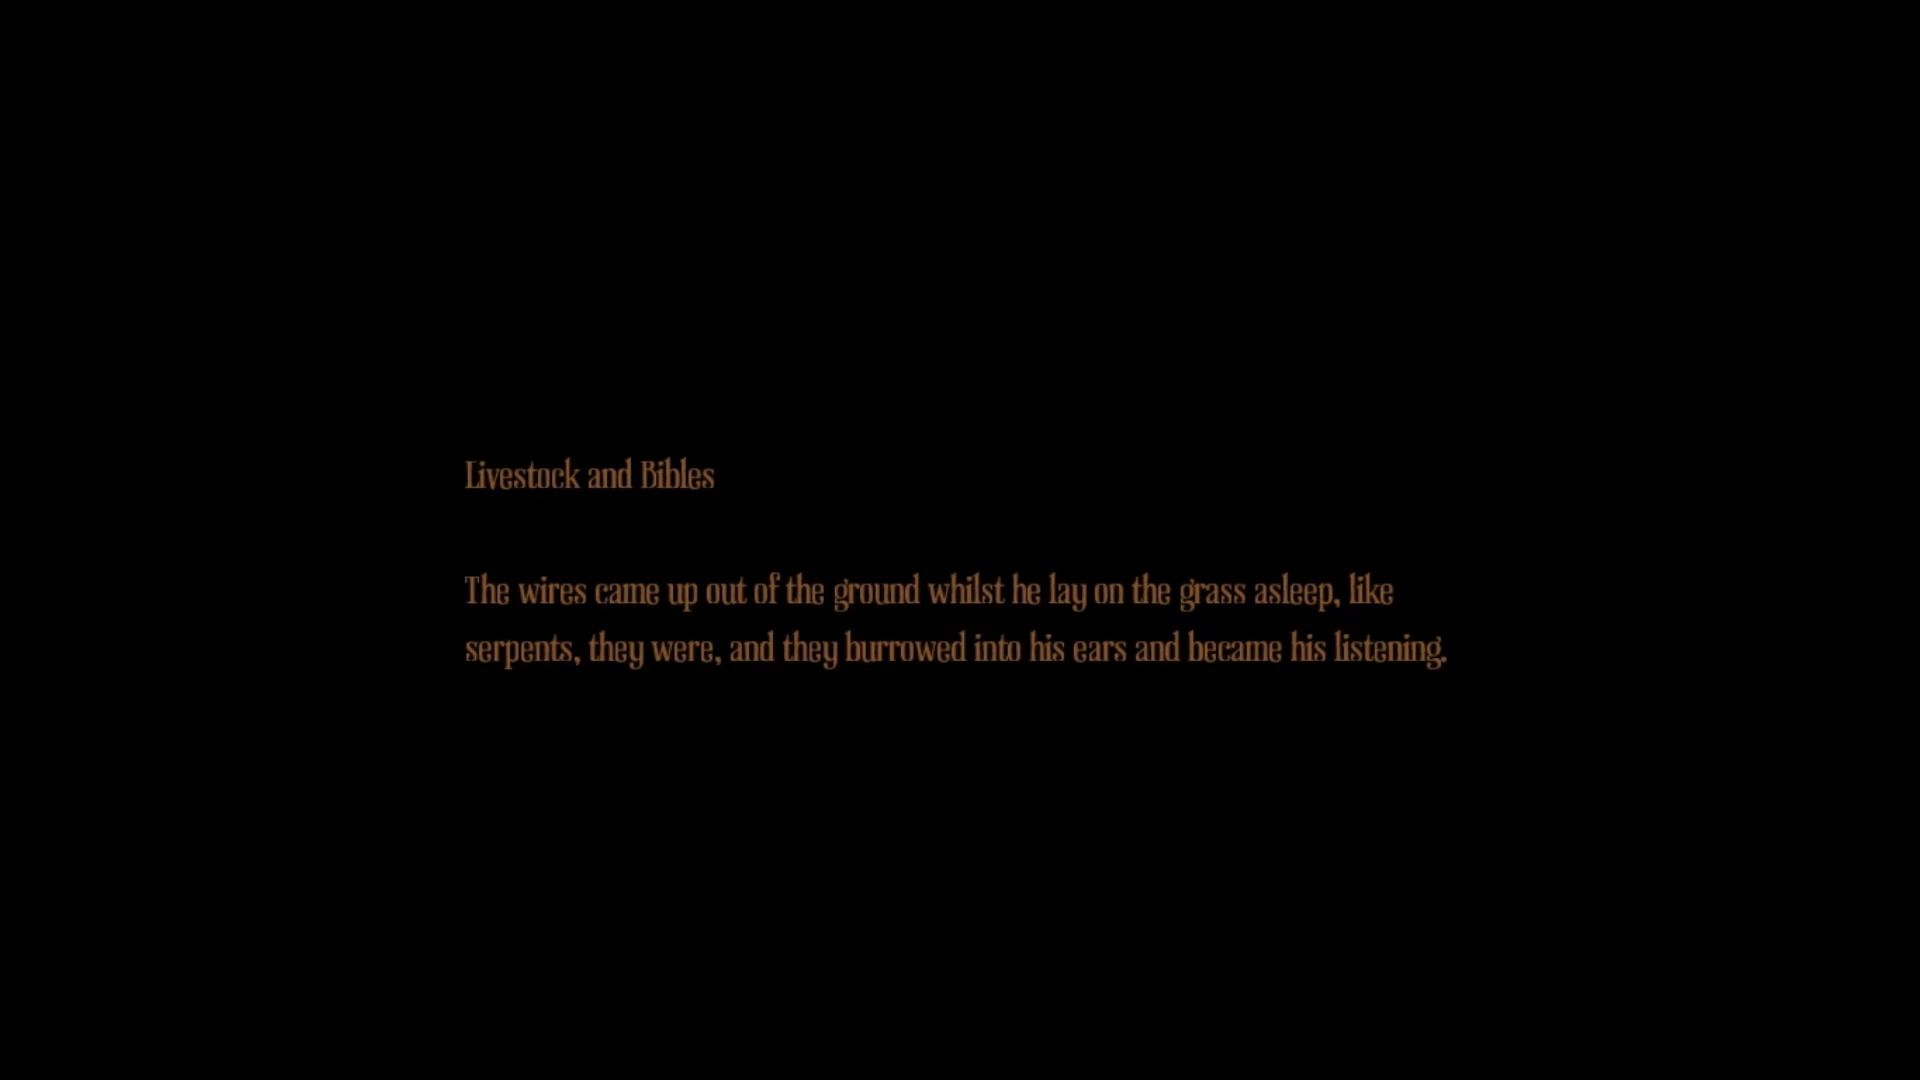 Livestock and Bibles
The wires came up out of the ground whilst he lay on the grass asleep, like
serpents, they were, and they burrowed into his ears and became his listening.